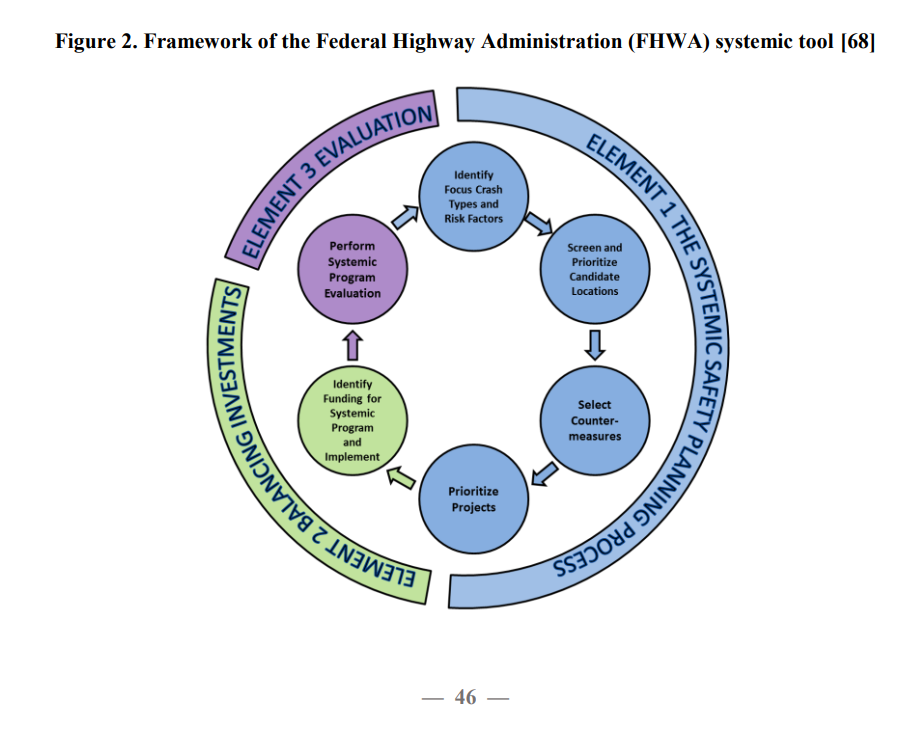 Figure 2. Framework of the Federal Highway Administration (FHWA) systemic tool [68]
ELEMENT 1 THE SYSTEMIC SAFETY PLANNING PROCESS
Identify
Focus Crash
Types and
Risk Factors
Screen and
Prioritize
Candidate
Locations
Select
Counter-
measures
Prioritize
Projects
ELEMENT 2 BALANCING INVESTMENTS
Identify
Funding for
Systemic
Program
and
Implement
ELEMENT 3 EVALUATION
Perform
Systemic
Program
Evaluation
— 46 —